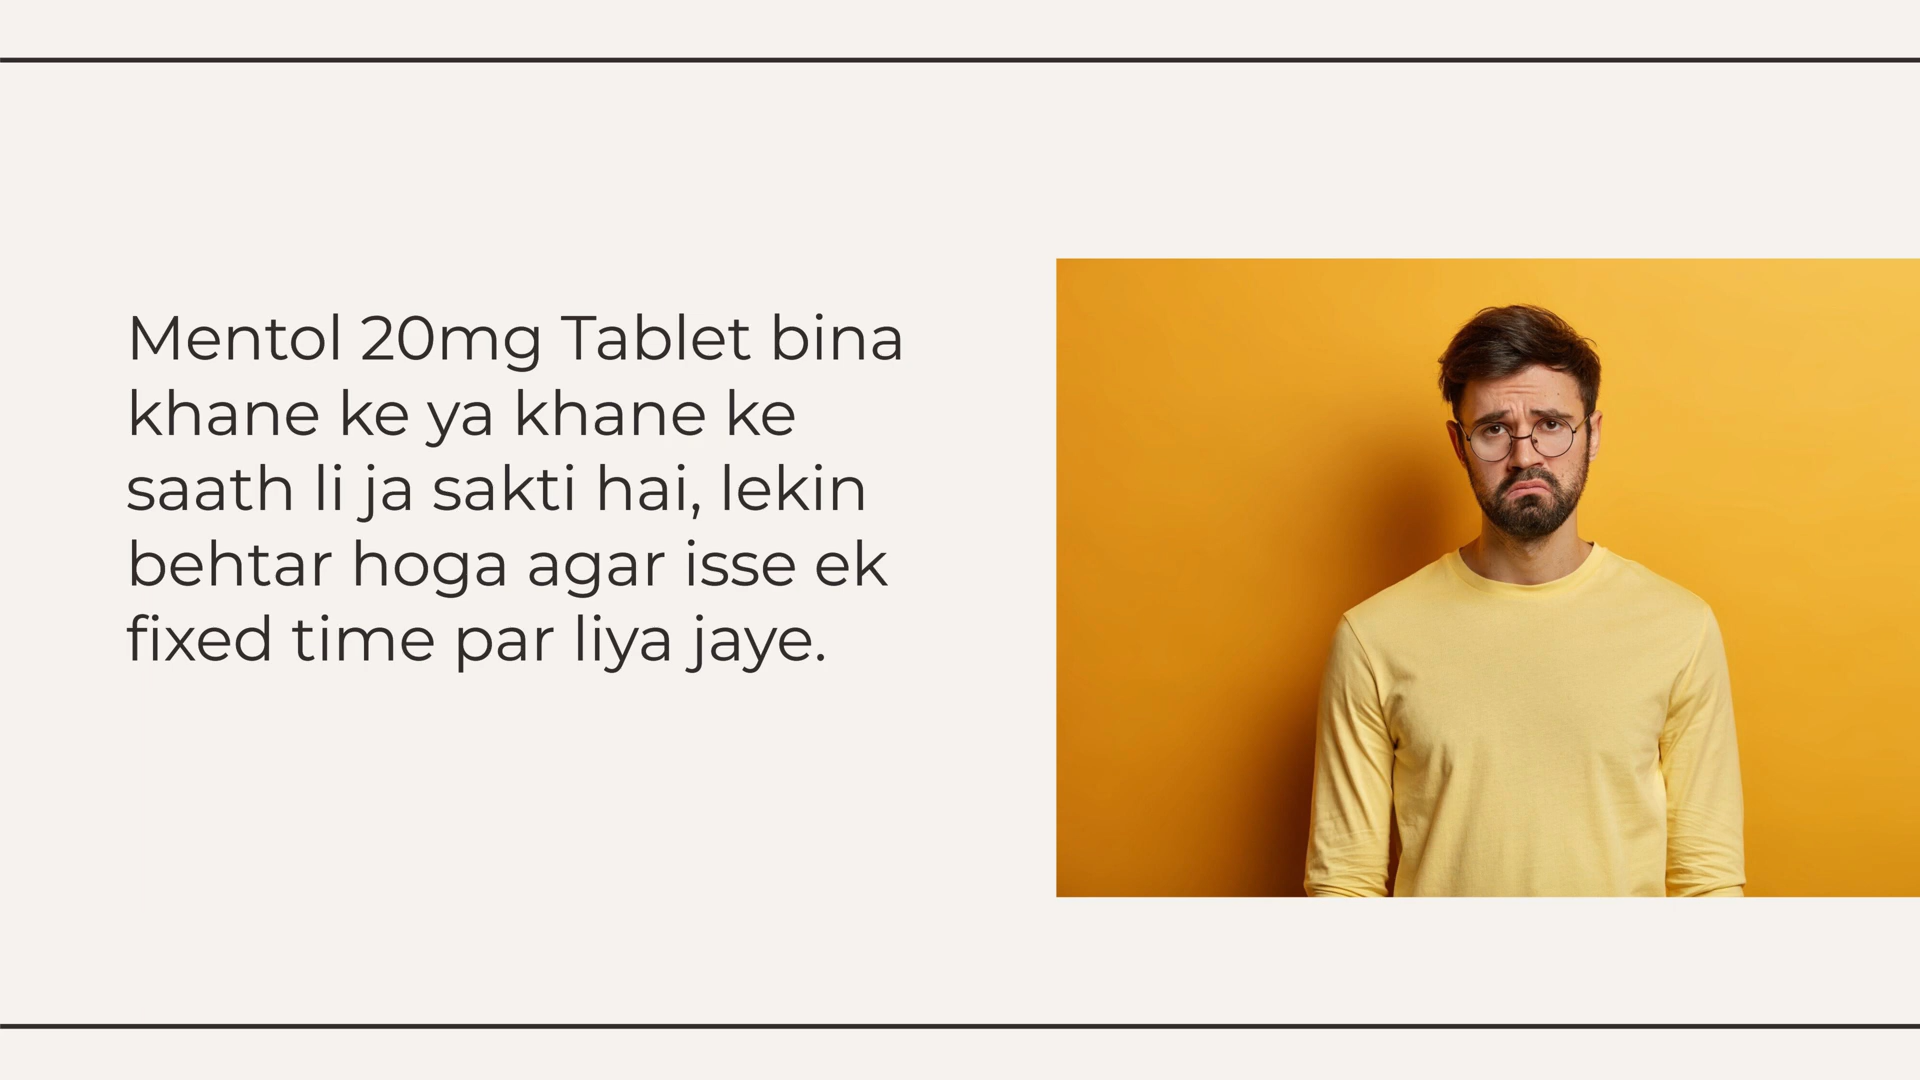 Mentol 20mg Tablet bina
khane ke ya khane ke
saath li ja sakti hai, lekin
behtar hoga agar isse ek
fixed time par liya jaye.